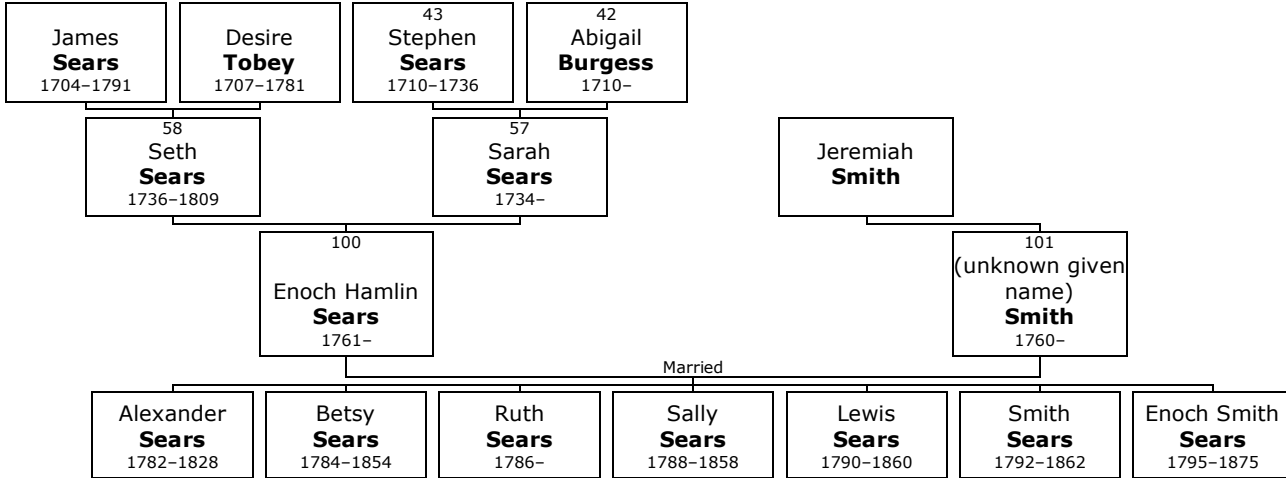 James
Sears
1704–1791
Desire
Tobey
1707–1781
43
Stephen
Sears
1710–1736
42
Abigail
Burgess
1710–
58
Seth
Sears
1736–1809
57
Sarah
Sears
1734–
Jeremiah
Smith
100
Enoch Hamlin
Sears
1761–
101
(unknown given
name)
Smith
1760–
Married
Alexander
Sears
1782–1828
Betsy
Sears
1784–1854
Ruth
Sears
1786–
Sally
Sears
1788–1858
Lewis
Sears
1790–1860
Smith
Sears
1792–1862
Enoch Smith
Sears
1795–1875